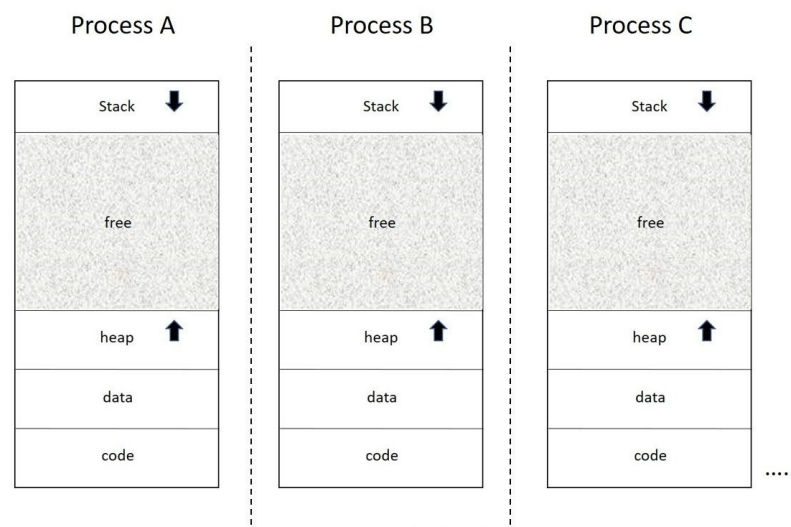 Process A
Process B
Process C
Stack
Stack
Stack
free
free
free
heap
heap
heap
data
data
data
code
code
code
....